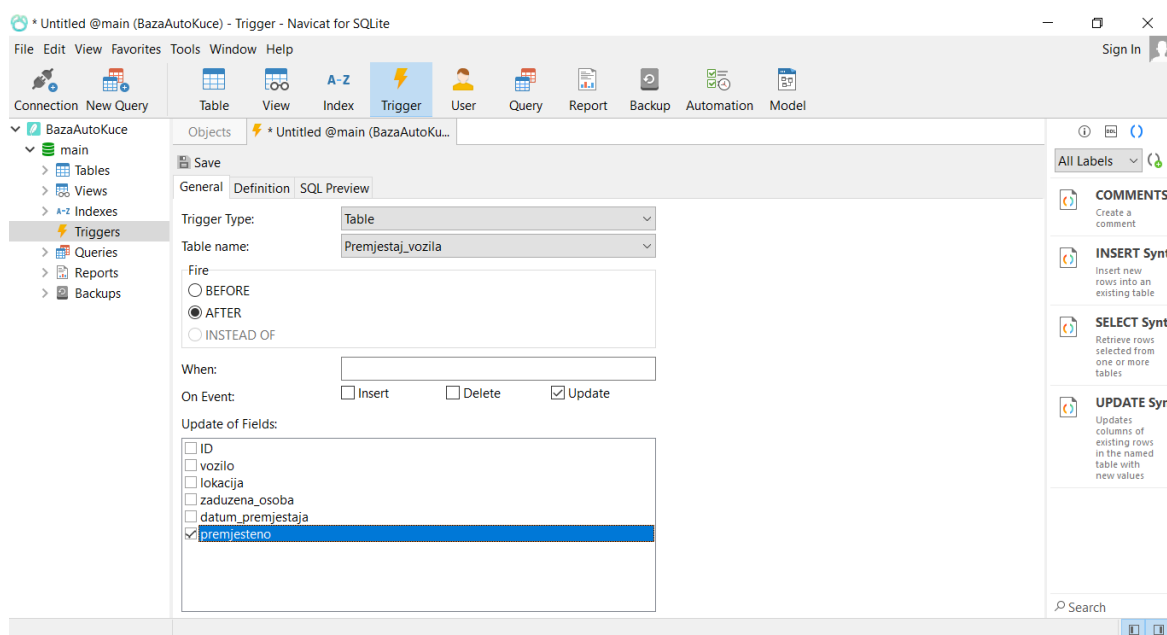 * Untitled @main (BazaAutoKuce) - Trigger - Navicat for SQLite
File Edit View Favorites Tools Window Help
Sign In
Connection New Query Table View Index Trigger User Query Report Backup Automation Model
A-Z
BazaAutoKuce
main
Tables
Views
A-Z Indexes
Triggers
Queries
Reports
Backups
Objects * Untitled @main (BazaAutoKu...
Save
General Definition SQL Preview
Trigger Type: Table
Table name: Premjestaj_vozila
Fire
BEFORE
AFTER
INSTEAD OF
When:
On Event: Insert Delete Update
Update of Fields:
ID
vozilo
lokacija
zaduzena_osoba
datum_premjestaja
premjesteno
All Labels
COMMENTS
Create a
comment
INSERT Synt
Insert new
rows into an
existing table
SELECT Synt
Retrieve rows
selected from
one or more
tables
UPDATE Syn
Updates
columns of
existing rows
in the named
table with
new values
Search